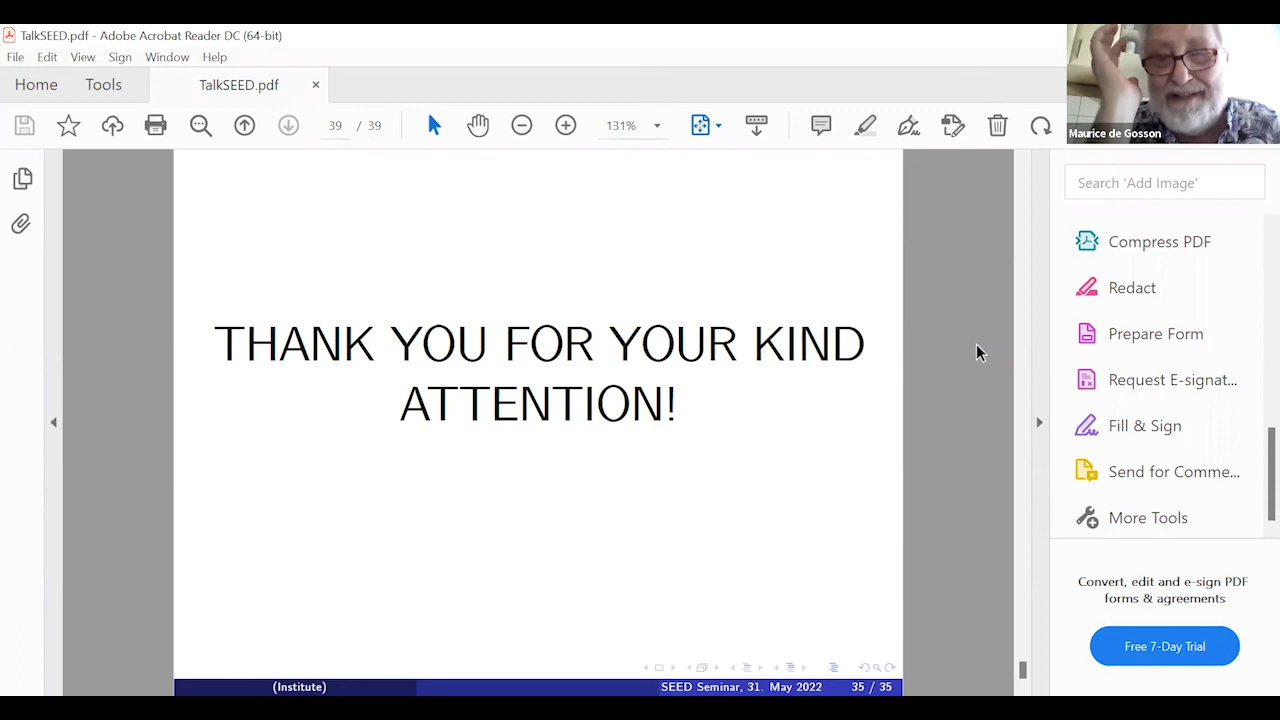 TalkSEED.pdf - Adobe Acrobat Reader DC (64-bit)
File Edit View Sign Window Help
Home Tools TalkSEED.pdf ×
39 / 39 131%
Maurice de Gosson
Search 'Add Image'
Compress PDF
Redact
Prepare Form
Request E-signat...
Fill & Sign
Send for Comme...
More Tools
Convert, edit and e-sign PDF
forms & agreements
Free 7-Day Trial
THANK YOU FOR YOUR KIND
ATTENTION!
(Institute) SEED Seminar, 31. May 2022 35 / 35